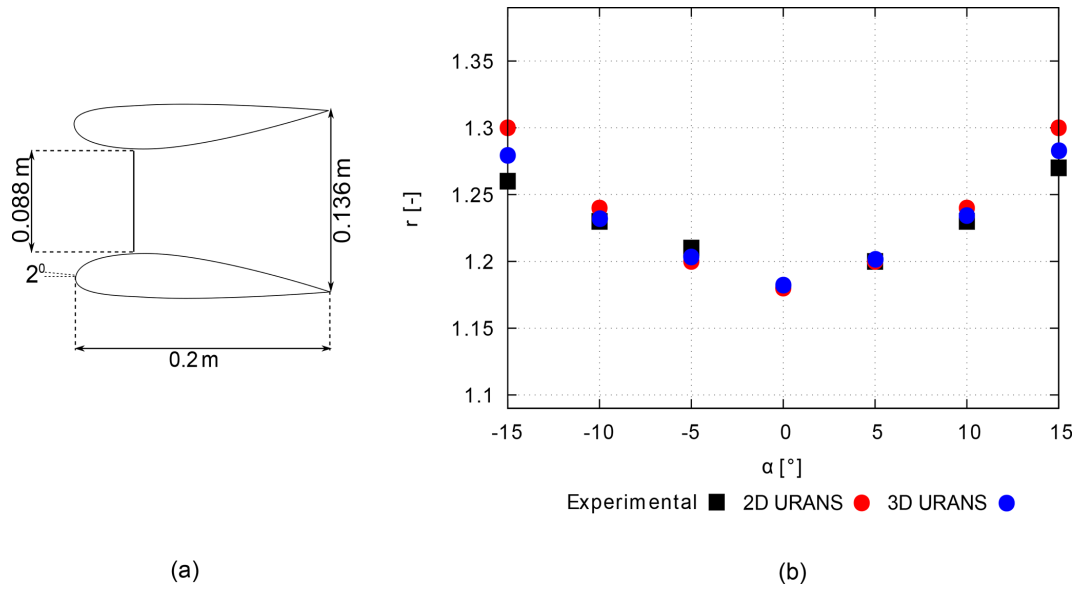 0.088 m
0.136 m
2⁰
0.2 m
(a)
1.35
1.3
1.25
1.2
1.15
1.1
r [-]
-15 -10 -5 0 5 10 15
α [°]
Experimental 2D URANS 3D URANS
(b)